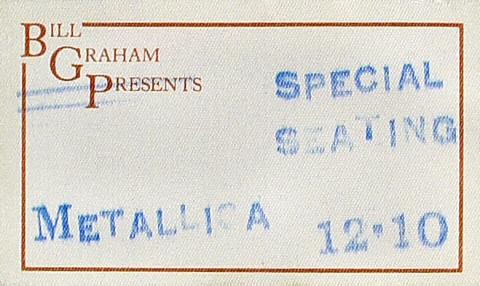 BILL
GRAHAM
PRESENTS
SPECIAL
SEATING
METALLICA 12·10